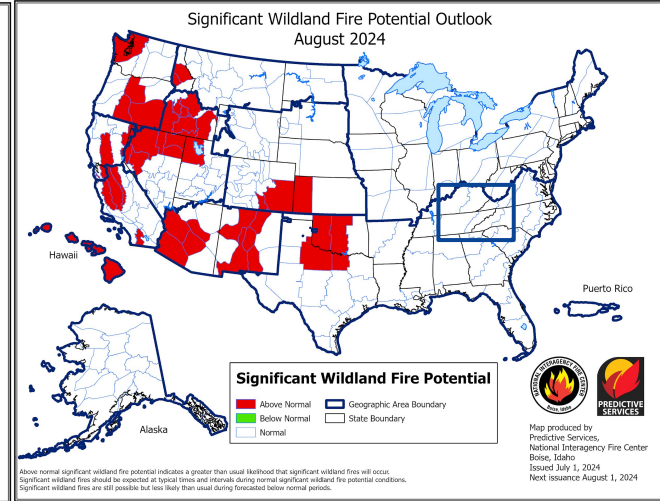 Significant Wildland Fire Potential Outlook
August 2024
Hawaii
Puerto Rico
Alaska
Significant Wildland Fire Potential
Above Normal
Geographic Area Boundary
Below Normal
State Boundary
Normal
NATIONAL INTERAGENCY FIRE CENTER
Boise, Idaho
PREDICTIVE
SERVICES
Map produced by
Predictive Services,
National Interagency Fire Center
Boise, Idaho
Issued July 1, 2024
Next issuance August 1, 2024
Above normal significant wildland fire potential indicates a greater than usual likelihood that significant wildland fires will occur.
Significant wildland fires should be expected at typical times and intervals during normal significant wildland fire potential conditions.
Significant wildland fires are still possible but less likely than usual during forecasted below normal periods.